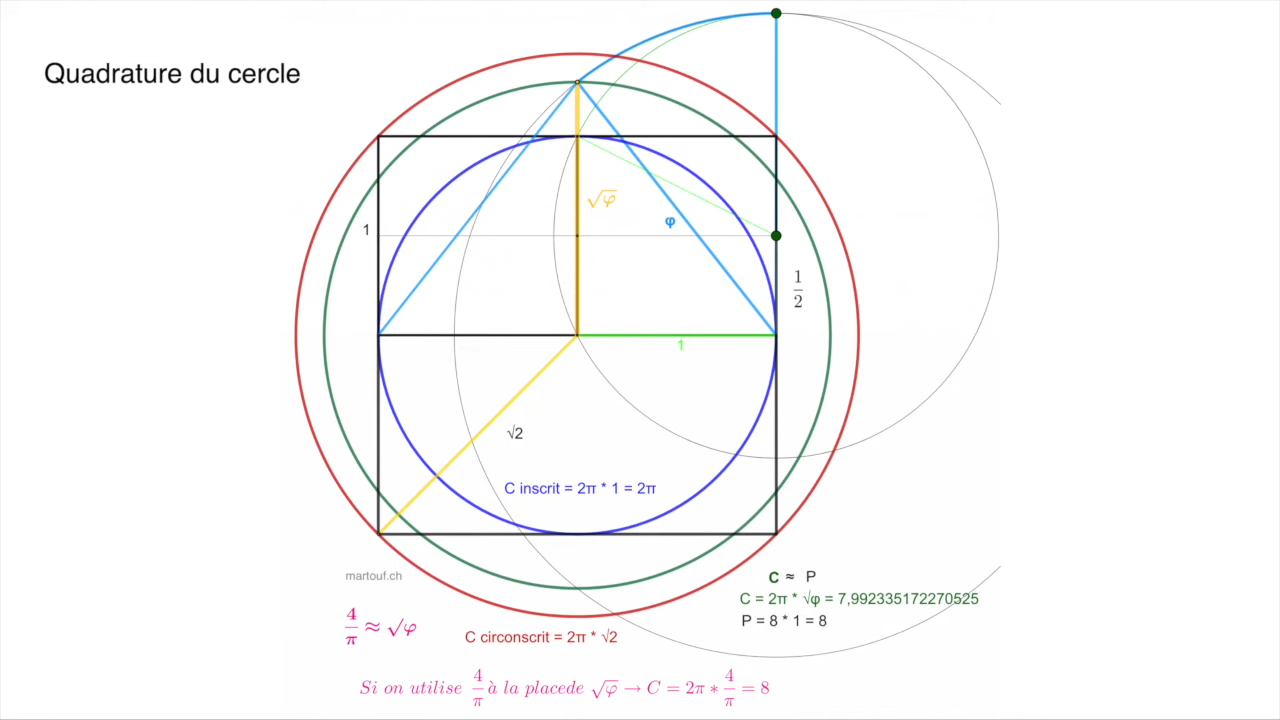 Quadrature du cercle
√φ
φ
1
1/2
1
√2
C inscrit = 2π * 1 = 2π
martouf.ch
C ≈ P
C = 2π * √φ = 7,992335172270525
P = 8 * 1 = 8
4/π ≈ √φ
C circonscrit = 2π * √2
Si on utilise 4/π à la placede √φ → C = 2π * 4/π = 8